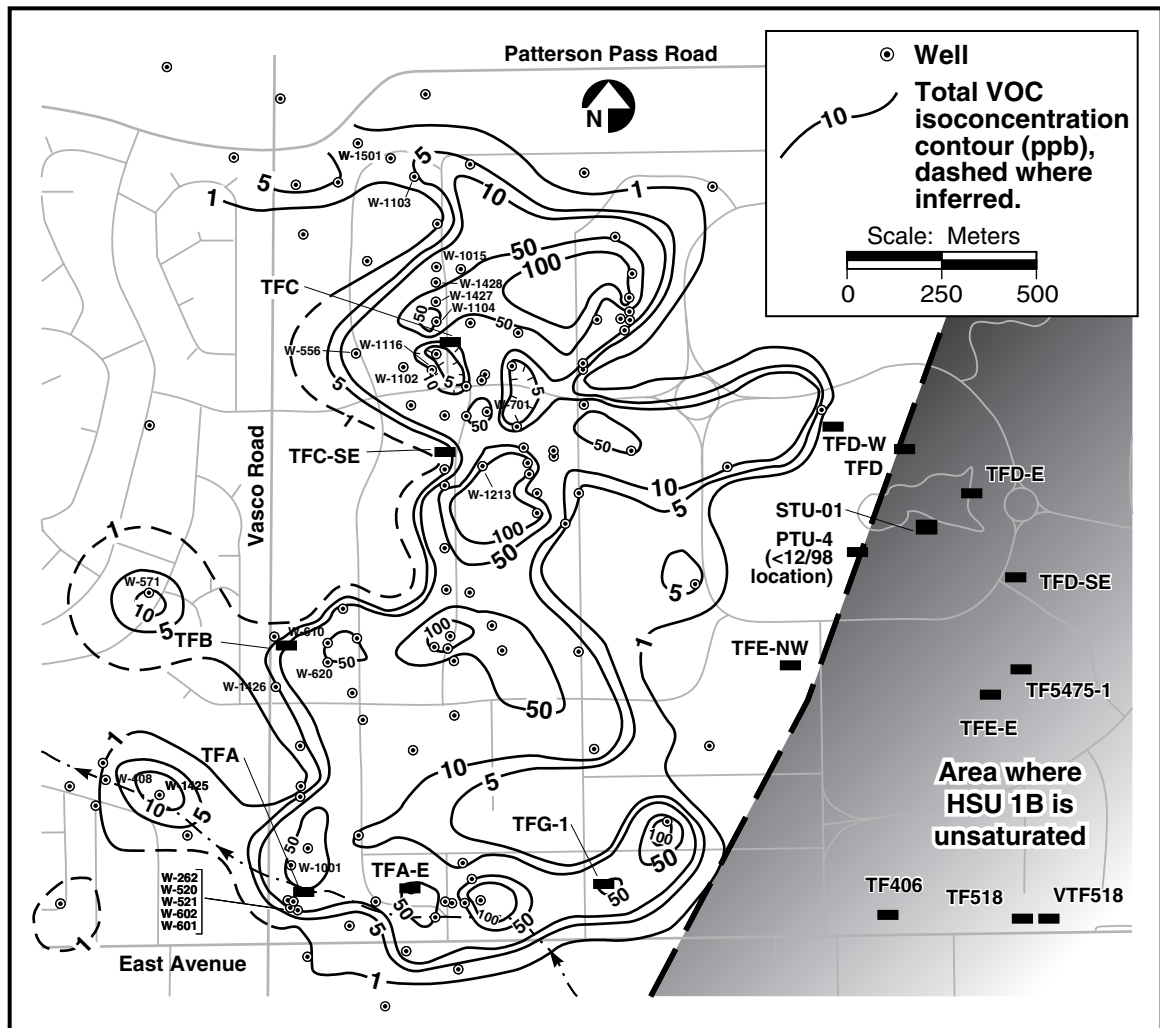 Patterson Pass Road
N
Well
10
Total VOC
isoconcentration
contour (ppb),
dashed where
inferred.
Scale: Meters
0 250 500
W-1501
5
5
1
1
W-1103
10
50
100
W-1015
TFC
W-1428
W-1427
W-1104
50
50
W-556
W-1116
W-1102
10
5
5
5
W-701
50
50
1
TFC-SE
TFD-W
TFD
TFD-E
W-1213
10
5
STU-01
100
50
PTU-4
(<12/98
location)
Vasco Road
1
W-571
10
5
TFD-SE
5
TFB
W-610
100
1
TFE-NW
50
W-620
W-1426
50
TF5475-1
TFE-E
1
TFA
10
5
W-408
W-1425
10
5
Area where
HSU 1B is
unsaturated
TFG-1
100
50
50
W-1001
TFA-E
W-262
W-520
W-521
W-602
W-601
50
100
50
50
TF406
TF518
VTF518
5
1
1
East Avenue